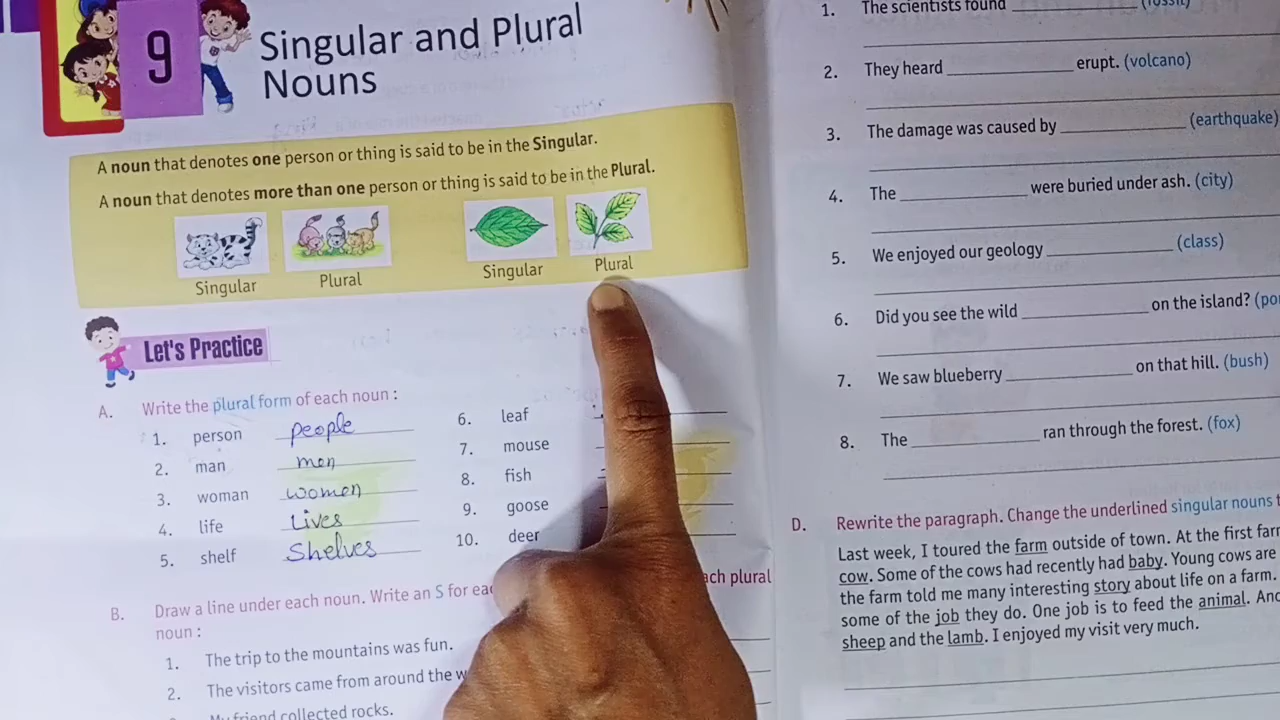 9
Singular and Plural
Nouns
A noun that denotes one person or thing is said to be in the Singular.
A noun that denotes more than one person or thing is said to be in the Plural.
Singular
Plural
Singular
Plural
Let's Practice
A. Write the plural form of each noun :
1. person people
2. man men
3. woman women
4. life Lives
5. shelf Shelves
6. leaf
7. mouse
8. fish
9. goose
10. deer
B. Draw a line under each noun. Write an S for each plural
noun :
1. The trip to the mountains was fun.
2. The visitors came from around the
friend collected rocks.
1. The scientists found
2. They heard ____________ erupt. (volcano)
3. The damage was caused by ____________ (earthquake)
4. The ____________ were buried under ash. (city)
5. We enjoyed our geology ____________ (class)
6. Did you see the wild ____________ on the island?
7. We saw blueberry ____________ on that hill. (bush)
8. The ____________ ran through the forest. (fox)
D. Rewrite the paragraph. Change the underlined singular nouns
Last week, I toured the farm outside of town. At the first
cow. Some of the cows had recently had baby. Young cows are
the farm told me many interesting story about life on a farm.
some of the job they do. One job is to feed the animal.
sheep and the lamb. I enjoyed my visit very much.